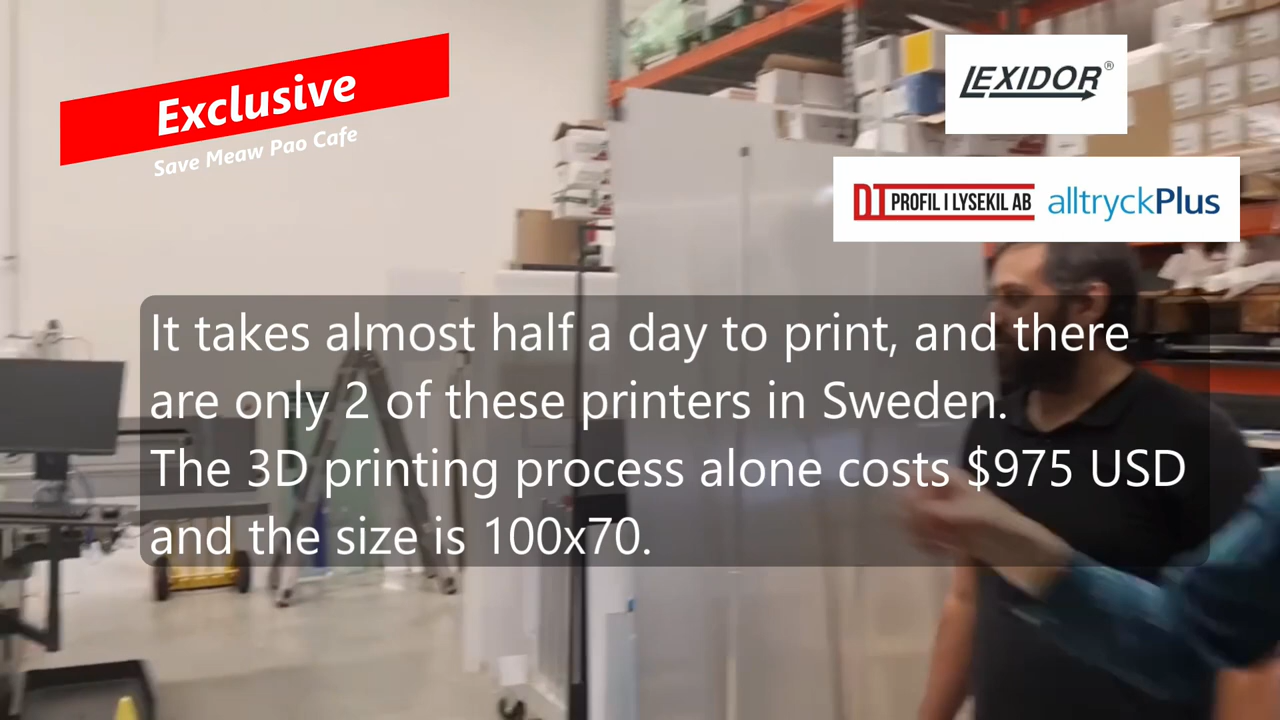 Exclusive
Save Meaw Pao Cafe
LEXIDOR®
DT PROFIL I LYSEKIL AB alltryckPlus
It takes almost half a day to print, and there
are only 2 of these printers in Sweden.
The 3D printing process alone costs $975 USD
and the size is 100x70.